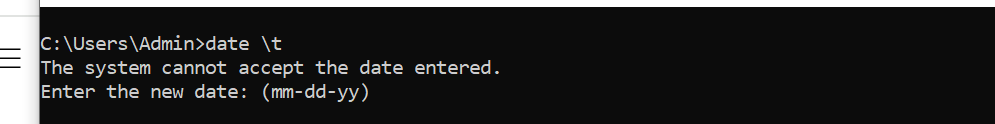 C:\Users\Admin>date \t
The system cannot accept the date entered.
Enter the new date: (mm-dd-yy)